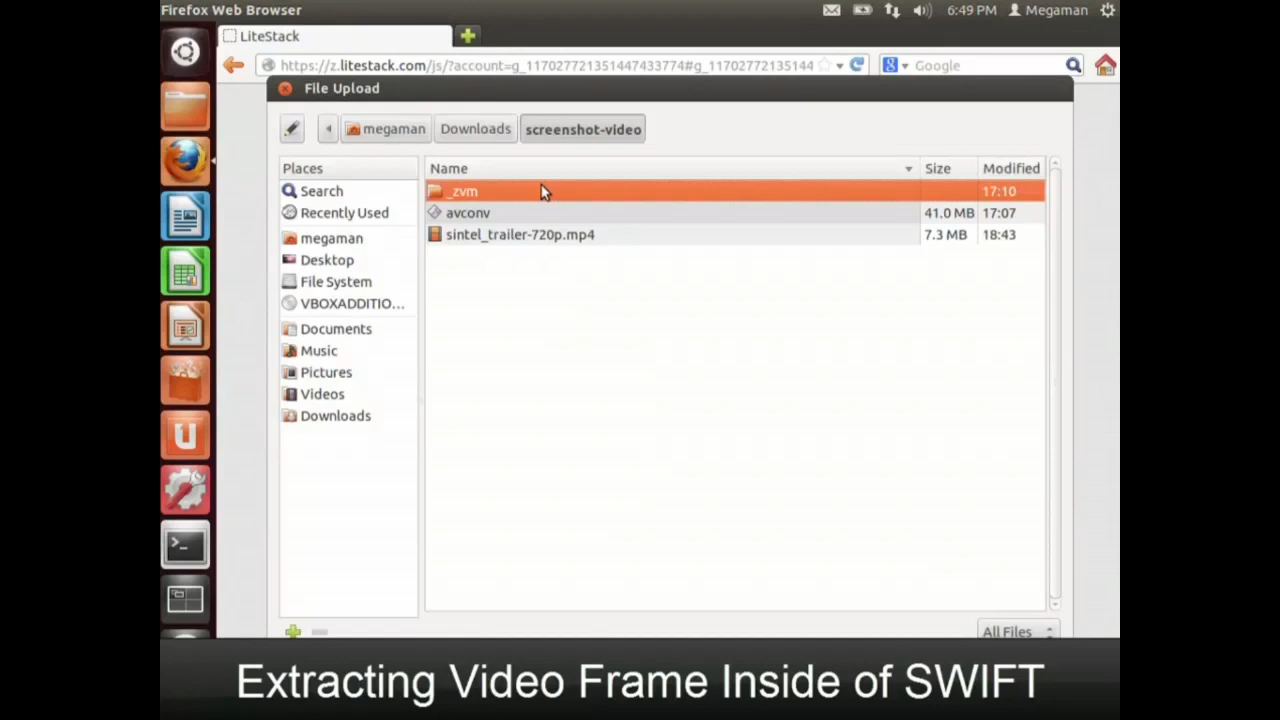 Firefox Web Browser
6:49 PM Megaman
LiteStack
https://z.litestack.com/js/?account=g_117027721351447433774#g_11702772135144
Google
File Upload
megaman Downloads screenshot-video
Places
Name Size Modified
Search
_zvm 17:10
Recently Used
avconv 41.0 MB 17:07
megaman
sintel_trailer-720p.mp4 7.3 MB 18:43
Desktop
File System
VBOXADDITIO...
Documents
Music
Pictures
Videos
Downloads
All Files
Extracting Video Frame Inside of SWIFT